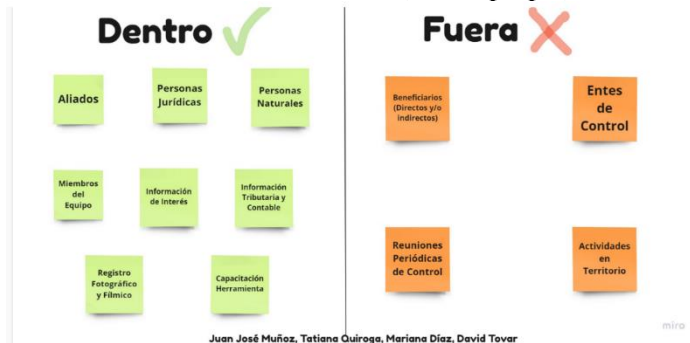 Dentro
Fuera
Aliados
Personas
Jurídicas
Personas
Naturales
Beneficiarios
(Directos y/o
indirectos)
Entes
de
Control
Miembros
del
Equipo
Información
de Interés
Información
Tributaria y
Contable
Reuniones
Periódicas
de Control
Actividades
en
Territorio
Registro
Fotográfico
y Fílmico
Capacitación
Herramienta
miro
Juan José Muñoz, Tatiana Quiroga, Mariana Díaz, David Tovar